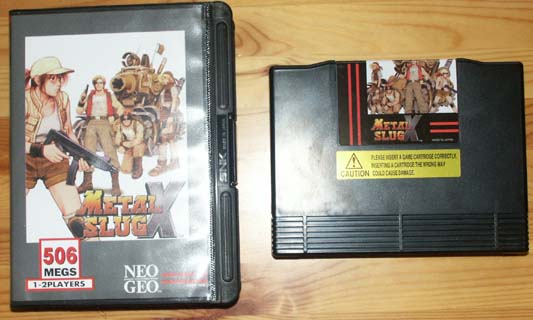 METAL
SLUG X
506
MEGS
1-2PLAYERS
NEO
GEO
SNK
METAL
SLUG X
CAUTION
PLEASE INSERT A GAME CARTRIDGE CORRECTLY.
INSERTING A CARTRIDGE THE WRONG WAY
COULD CAUSE DAMAGE.